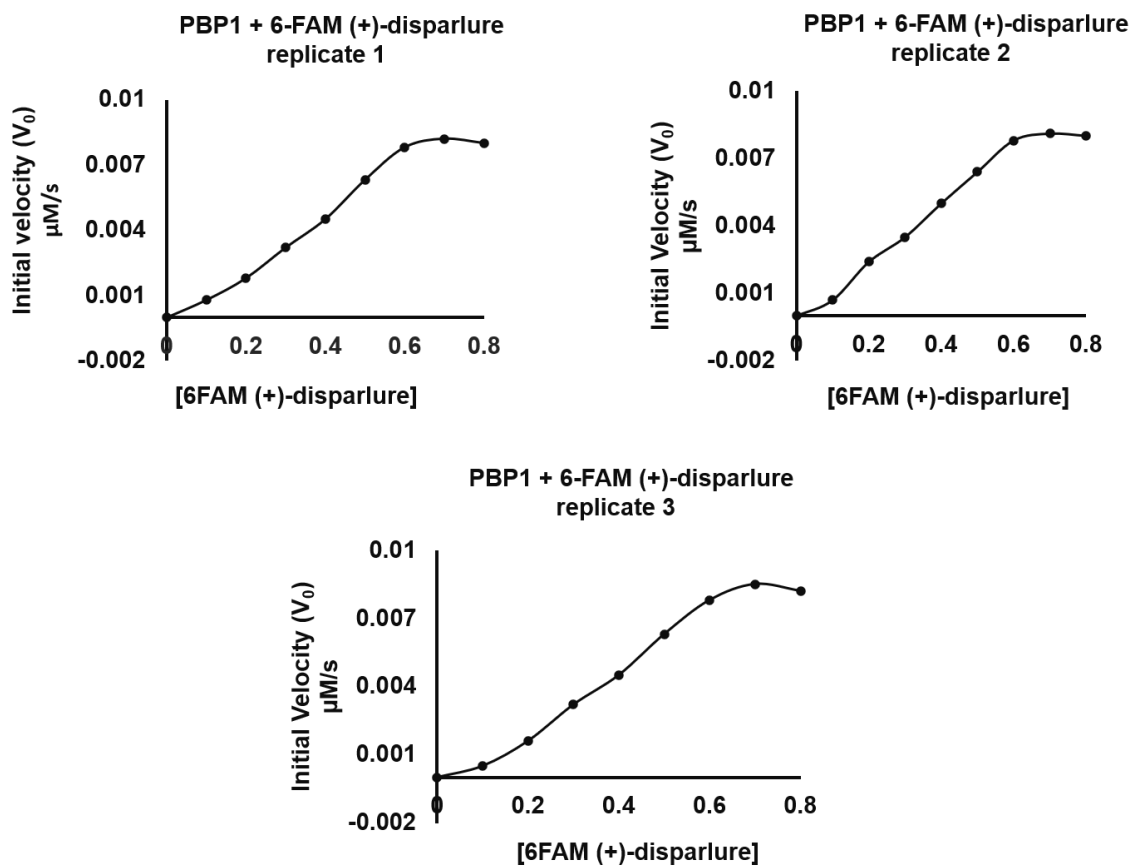 PBP1 + 6-FAM (+)-disparlure
replicate 1
Initial velocity (V₀)
µM/s
0.01
0.007
0.004
0.001
-0.002
0 0.2 0.4 0.6 0.8
[6FAM (+)-disparlure]
PBP1 + 6-FAM (+)-disparlure
replicate 2
Initial Velocity (V₀)
µM/s
0.01
0.007
0.004
0.001
-0.002
0 0.2 0.4 0.6 0.8
[6FAM (+)-disparlure]
PBP1 + 6-FAM (+)-disparlure
replicate 3
Initial Velocity (V₀)
µM/s
0.01
0.007
0.004
0.001
-0.002
0 0.2 0.4 0.6 0.8
[6FAM (+)-disparlure]